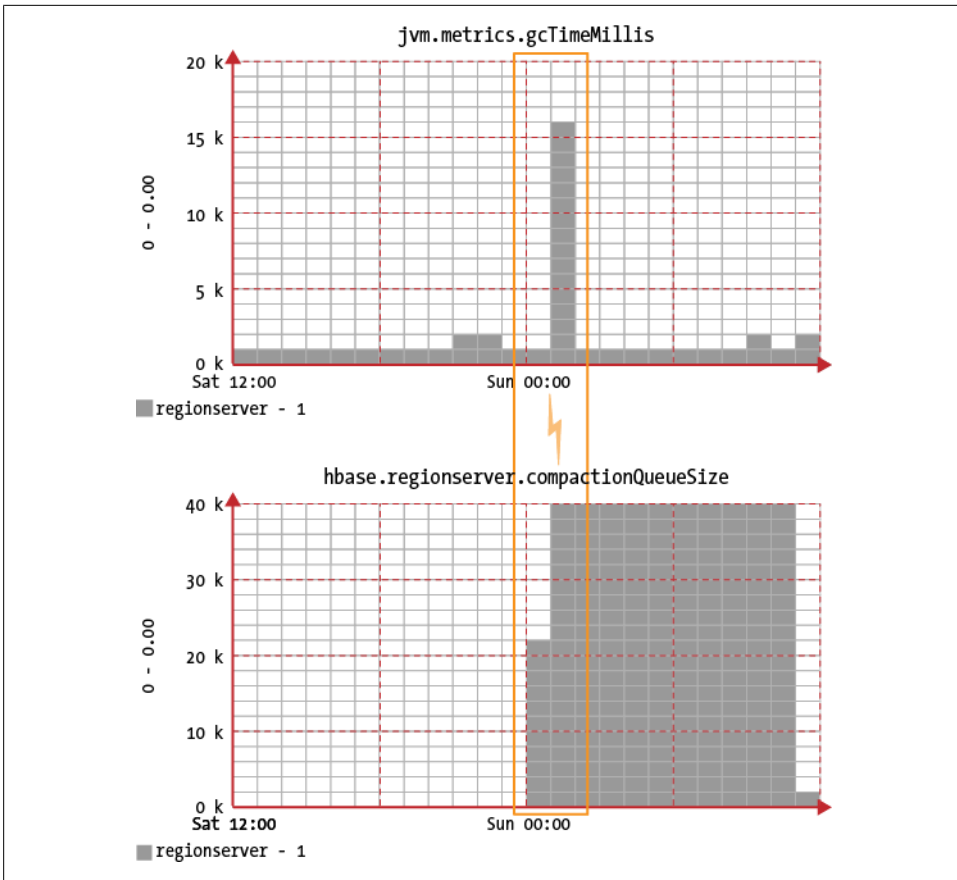 jvm.metrics.gcTimeMillis
20 k
15 k
10 k
5 k
0 k
0 - 0.00
Sat 12:00 Sun 00:00
regionserver - 1
hbase.regionserver.compactionQueueSize
40 k
30 k
20 k
10 k
0 k
0 - 0.00
Sat 12:00 Sun 00:00
regionserver - 1